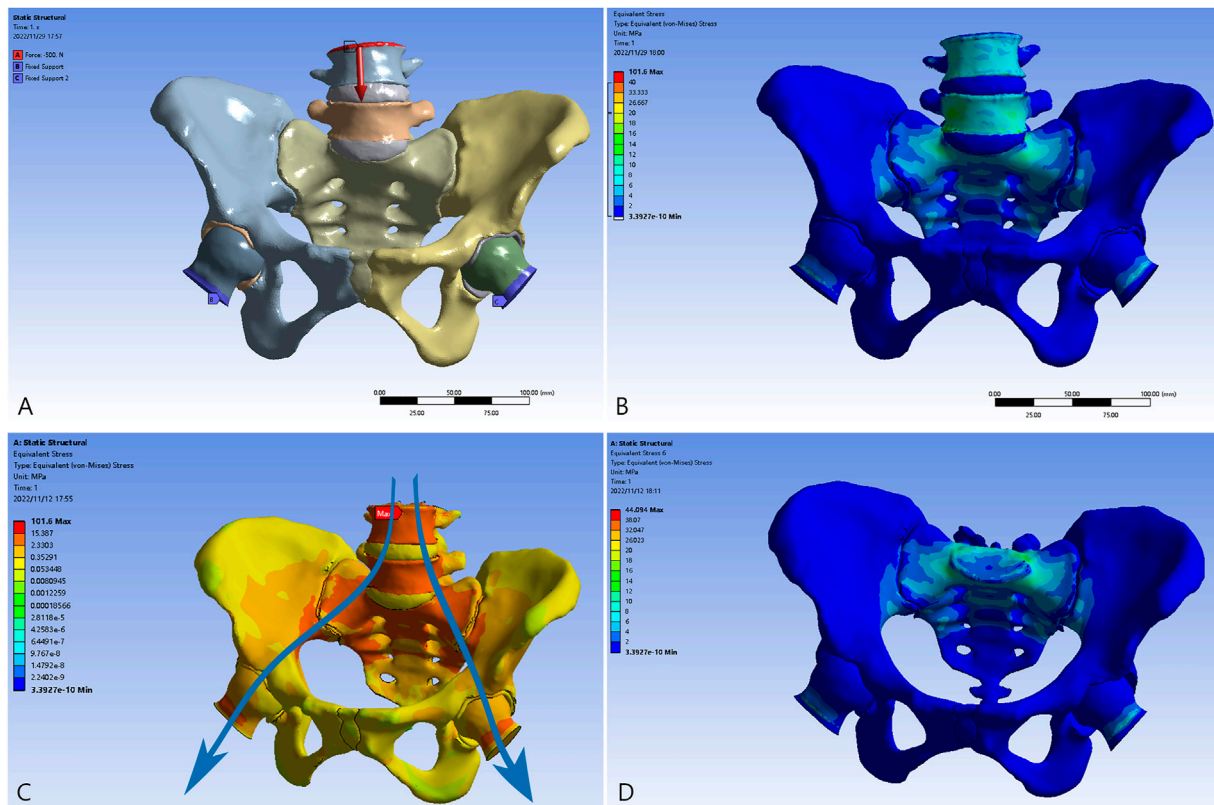 Static Structural
Time: 1. s
2022/11/29 17:57
A Force: -500. N
B Fixed Support
C Fixed Support 2
B
C
0.00 50.00 100.00 (mm)
25.00 75.00
A
Equivalent Stress
Type: Equivalent (von-Mises) Stress
Unit: MPa
Time: 1
2022/11/29 18:00
101.6 Max
40
33.333
26.667
20
18
16
14
12
10
8
6
4
2
3.3927e-10 Min
0.00 50.00 100.00 (mm)
25.00 75.00
B
A: Static Structural
Equivalent Stress
Type: Equivalent (von-Mises) Stress
Unit: MPa
Time: 1
2022/11/12 17:55
101.6 Max
15.387
2.3303
0.35291
0.053448
0.0080945
0.0012259
0.00018566
2.8118e-5
4.2583e-6
6.4491e-7
9.767e-8
1.4792e-8
2.2402e-9
3.3927e-10 Min
Max
C
A: Static Structural
Equivalent Stress 6
Type: Equivalent (von-Mises) Stress
Unit: MPa
Time: 1
2022/11/12 18:11
44.094 Max
38.07
32.047
26.023
20
18
16
14
12
10
8
6
4
2
3.3927e-10 Min
D